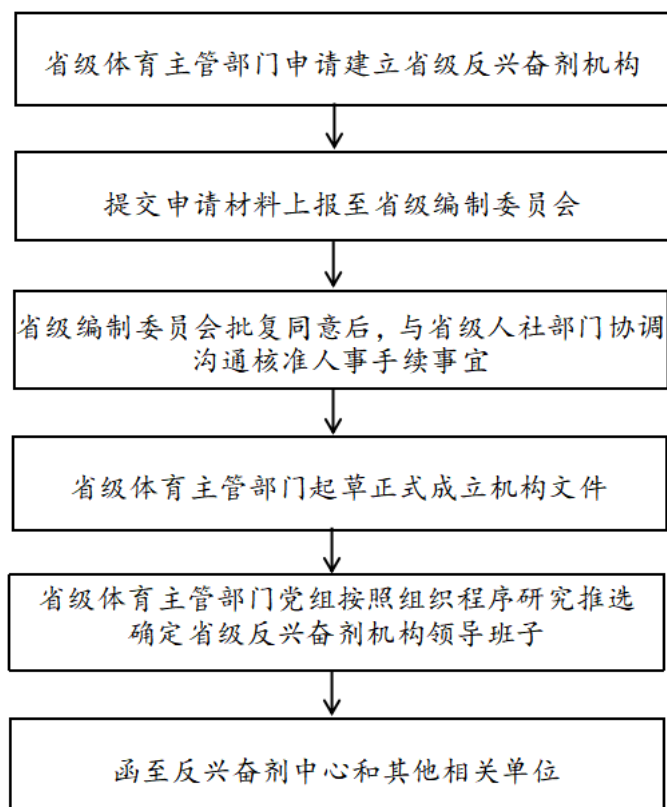 省级体育主管部门申请建立省级反兴奋剂机构
提交申请材料上报至省级编制委员会
省级编制委员会批复同意后，与省级人社部门协调
沟通核准人事手续事宜
省级体育主管部门起草正式成立机构文件
省级体育主管部门党组按照组织程序研究推选
确定省级反兴奋剂机构领导班子
函至反兴奋剂中心和其他相关单位